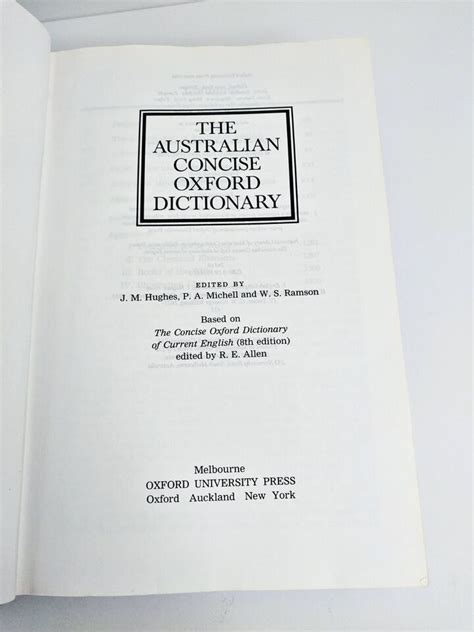 THE
AUSTRALIAN
CONCISE
OXFORD
DICTIONARY
EDITED BY
J. M. Hughes, P. A. Michell and W. S. Ramson
Based on
The Concise Oxford Dictionary
of Current English (8th edition)
edited by R. E. Allen
Melbourne
OXFORD UNIVERSITY PRESS
Oxford Auckland New York